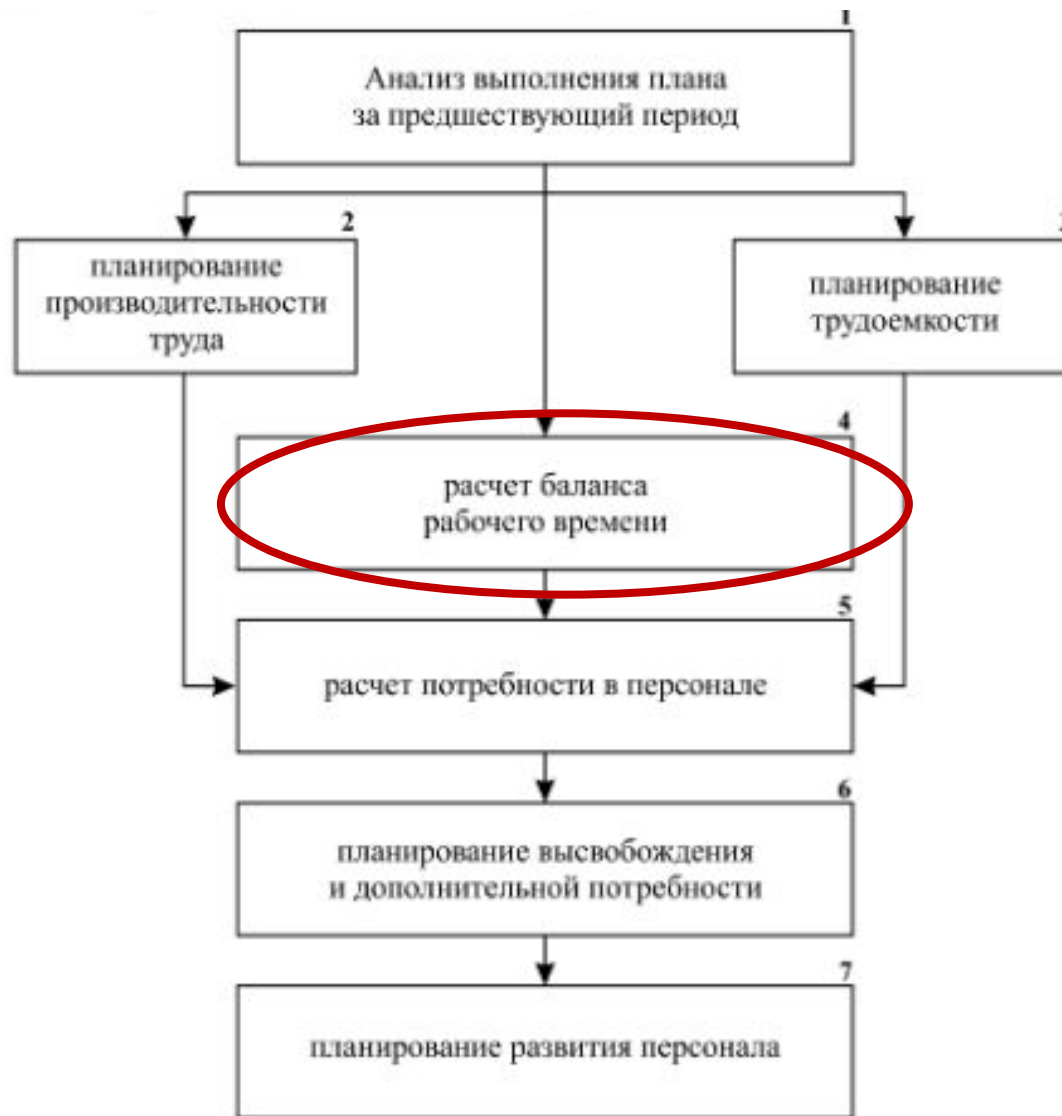 1
Анализ выполнения плана
за предшествующий период
2
планирование
производительности
труда
3
планирование
трудоемкости
4
расчет баланса
рабочего времени
5
расчет потребности в персонале
6
планирование высвобождения
и дополнительной потребности
7
планирование развития персонала